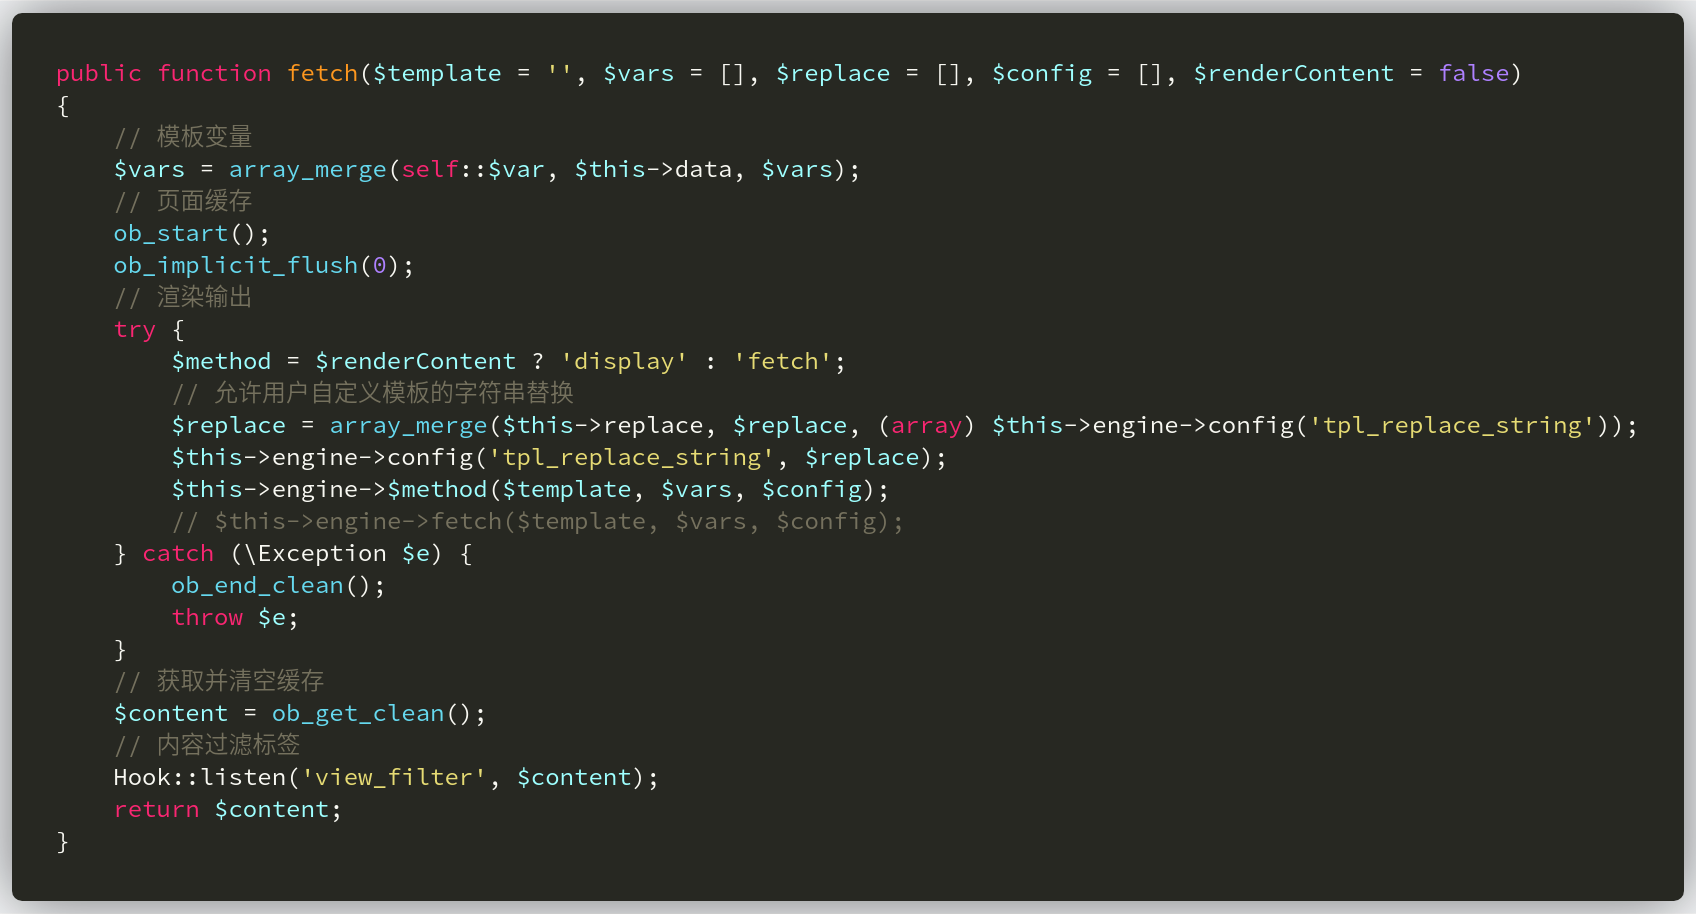 public function fetch($template = '', $vars = [], $replace = [], $config = [], $renderContent = false)
{
    // 模板变量
    $vars = array_merge(self::$var, $this->data, $vars);
    // 页面缓存
    ob_start();
    ob_implicit_flush(0);
    // 渲染输出
    try {
        $method = $renderContent ? 'display' : 'fetch';
        // 允许用户自定义模板的字符串替换
        $replace = array_merge($this->replace, $replace, (array) $this->engine->config('tpl_replace_string'));
        $this->engine->config('tpl_replace_string', $replace);
        $this->engine->$method($template, $vars, $config);
        // $this->engine->fetch($template, $vars, $config);
    } catch (\Exception $e) {
        ob_end_clean();
        throw $e;
    }
    // 获取并清空缓存
    $content = ob_get_clean();
    // 内容过滤标签
    Hook::listen('view_filter', $content);
    return $content;
}